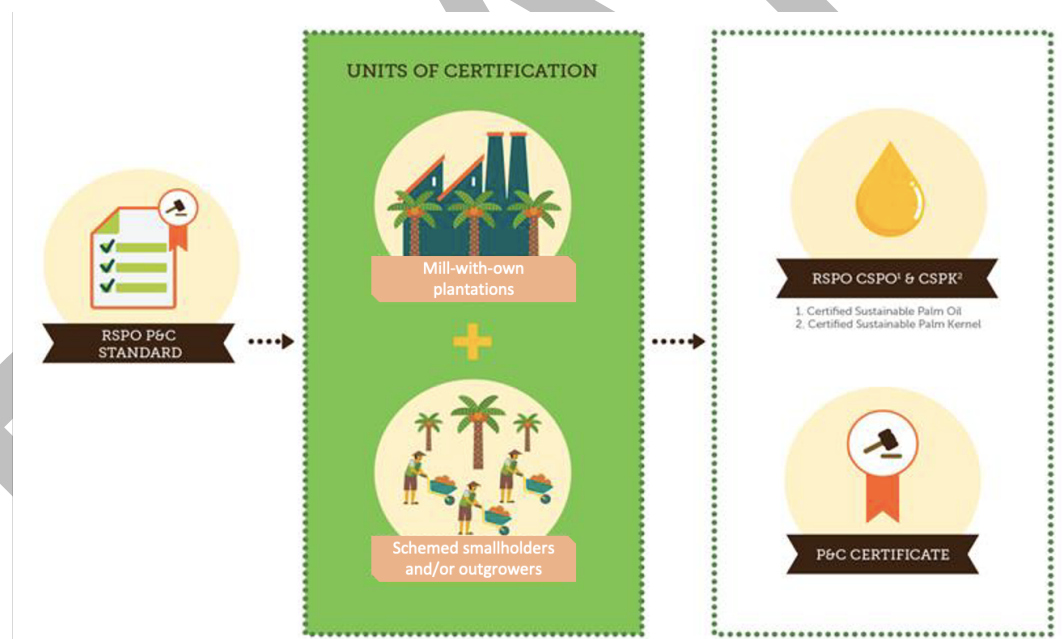 RSPO P&C
STANDARD
UNITS OF CERTIFICATION
Mill-with-own
plantations
Schemed smallholders
and/or outgrowers
RSPO CSPO¹ & CSPK²
1. Certified Sustainable Palm Oil
2. Certified Sustainable Palm Kernel
P&C CERTIFICATE